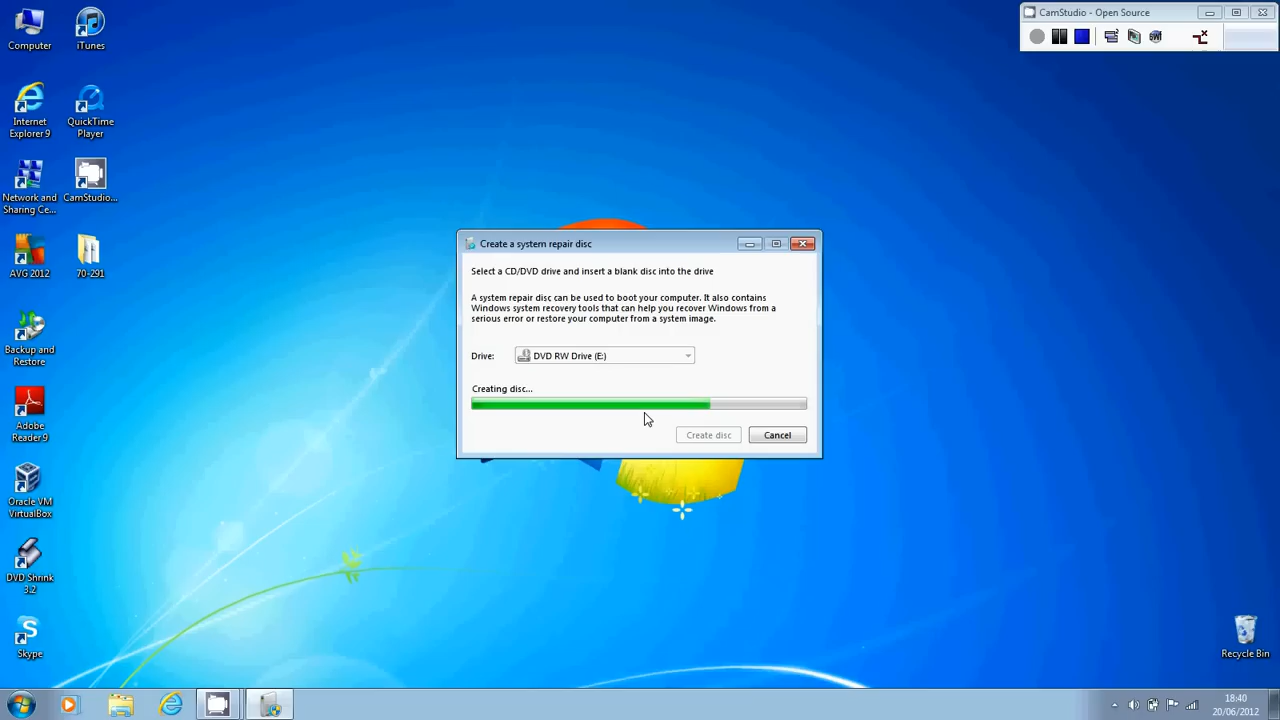 Computer
iTunes
Internet
Explorer 9
QuickTime
Player
Network and
Sharing Ce...
CamStudio...
AVG 2012
70-291
Backup and
Restore
Adobe
Reader 9
Oracle VM
VirtualBox
DVD Shrink
3.2
Skype
CamStudio - Open Source
SWF
Create a system repair disc
Select a CD/DVD drive and insert a blank disc into the drive
A system repair disc can be used to boot your computer. It also contains
Windows system recovery tools that can help you recover Windows from a
serious error or restore your computer from a system image.
Drive: DVD RW Drive (E:)
Creating disc...
Create disc Cancel
Recycle Bin
18:40
20/06/2012